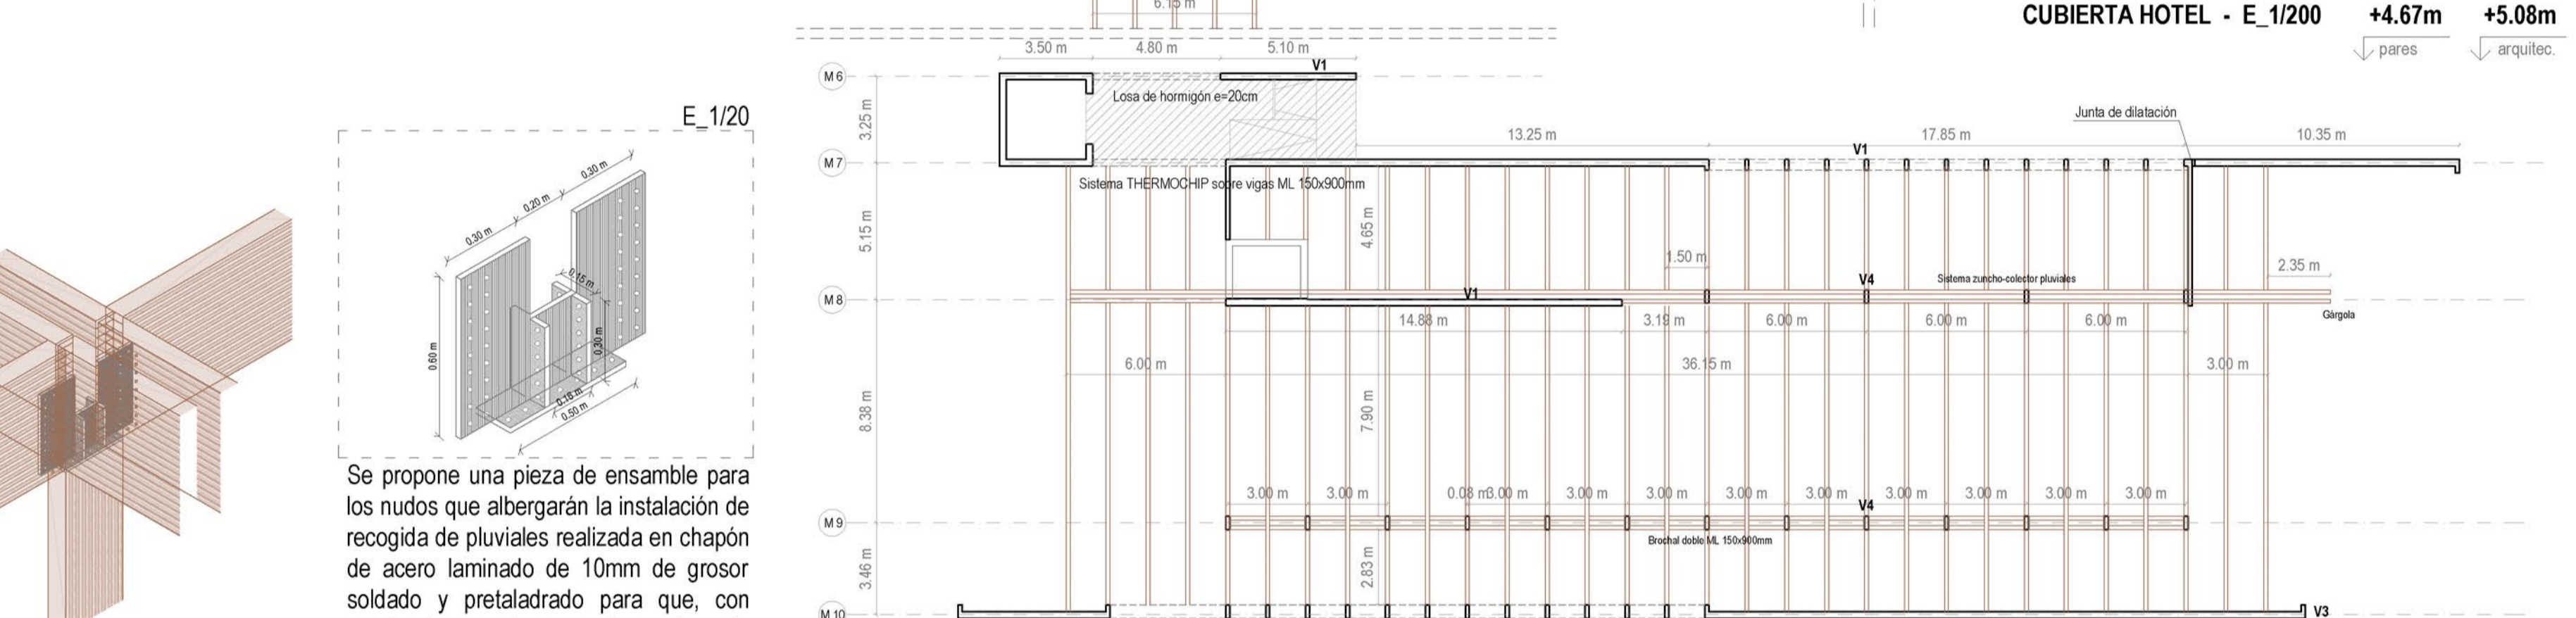 6.15 m
CUBIERTA HOTEL - E_1/200
+4.67m
+5.08m
pares
arquitec.
3.50 m
4.80 m
5.10 m
V1
M 6
Losa de hormigón e=20cm
3.25 m
Junta de dilatación
13.25 m
17.85 m
10.35 m
V1
M 7
Sistema THERMOCHIP sobre vigas ML 150x900mm
5.15 m
4.65 m
1.50 m
2.35 m
V4
Sistema zuncho-colector pluviales
V1
M 8
Gárgola
14.88 m
3.19 m
6.00 m
6.00 m
6.00 m
6.00 m
36.15 m
3.00 m
8.38 m
7.90 m
3.00 m
3.00 m
0.08 m
3.00 m
3.00 m
3.00 m
3.00 m
3.00 m
3.00 m
3.00 m
3.00 m
3.00 m
V4
M 9
Brochal doble ML 150x900mm
3.46 m
2.83 m
M 10
V3
E_1/20
0.30 m
0.20 m
0.30 m
0.15 m
0.60 m
0.30 m
0.18 m
0.50 m
Se propone una pieza de ensamble para
los nudos que albergarán la instalación de
recogida de pluviales realizada en chapón
de acero laminado de 10mm de grosor
soldado y pretaladrado para que, con